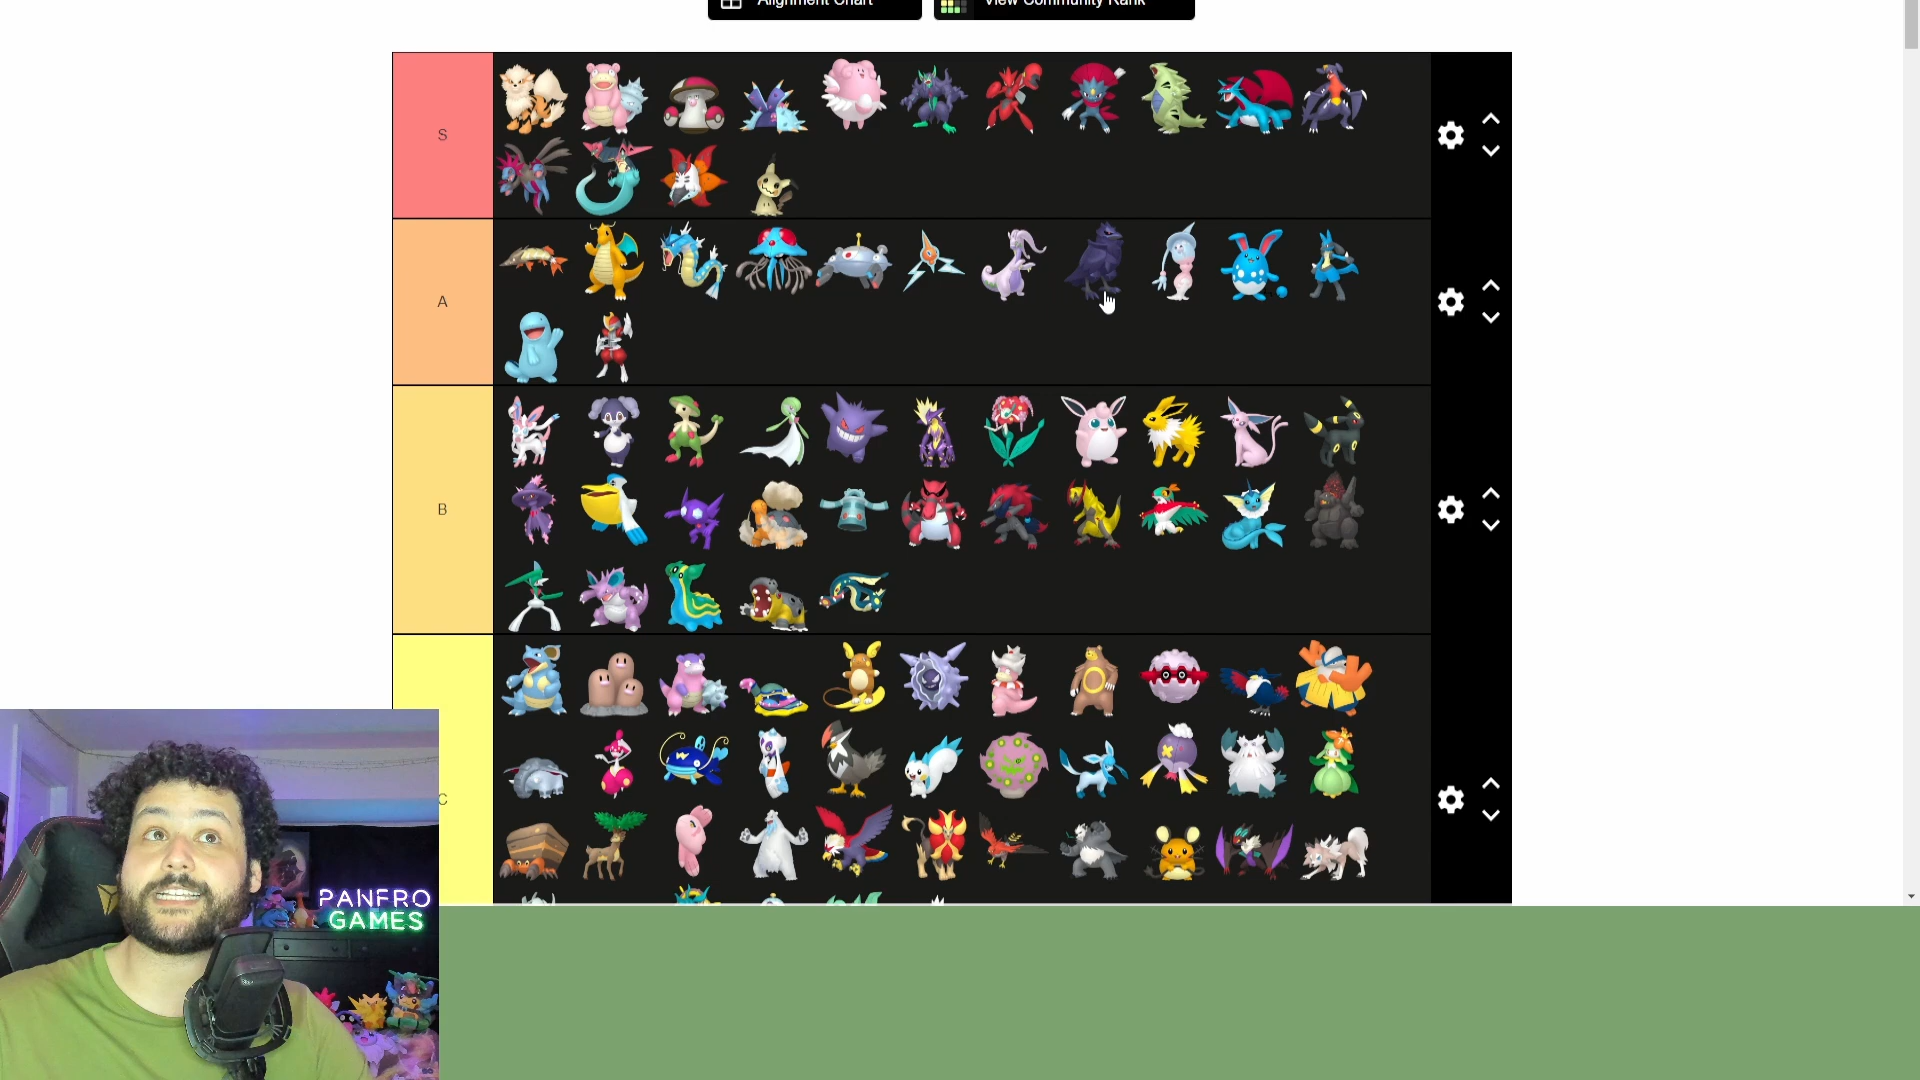 Alignment Chart
View Community Rank
S
A
B
C
PANFRO
GAMES